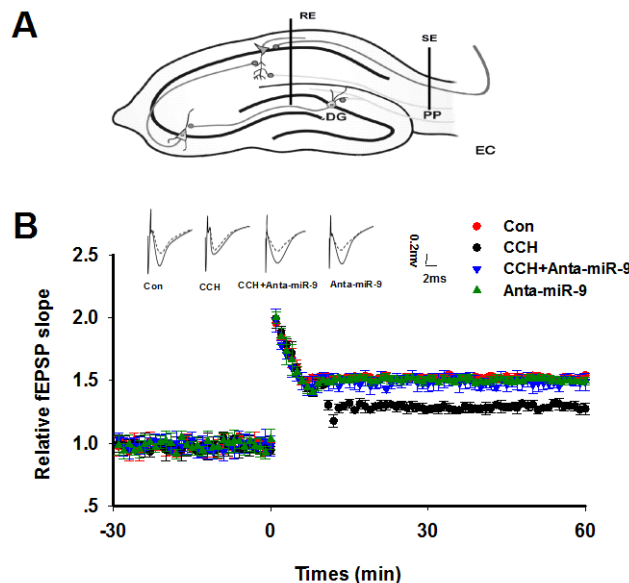 A
RE
SE
DG
PP
EC
B
Con
CCH
CCH+Anta-miR-9
Anta-miR-9
0.2mv
2ms
Con
CCH
CCH+Anta-miR-9
Anta-miR-9
Relative fEPSP slope
2.5
2.0
1.5
1.0
.5
-30
0
30
60
Times (min)